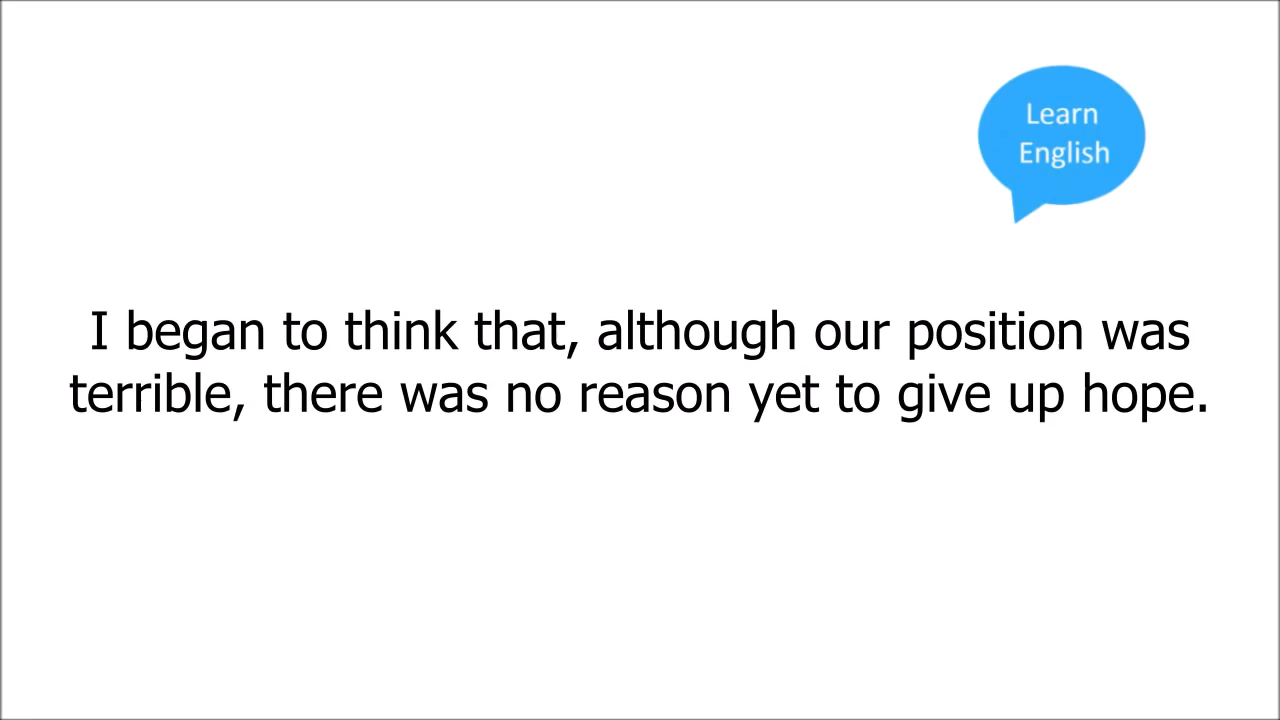 Learn
English
I began to think that, although our position was
terrible, there was no reason yet to give up hope.